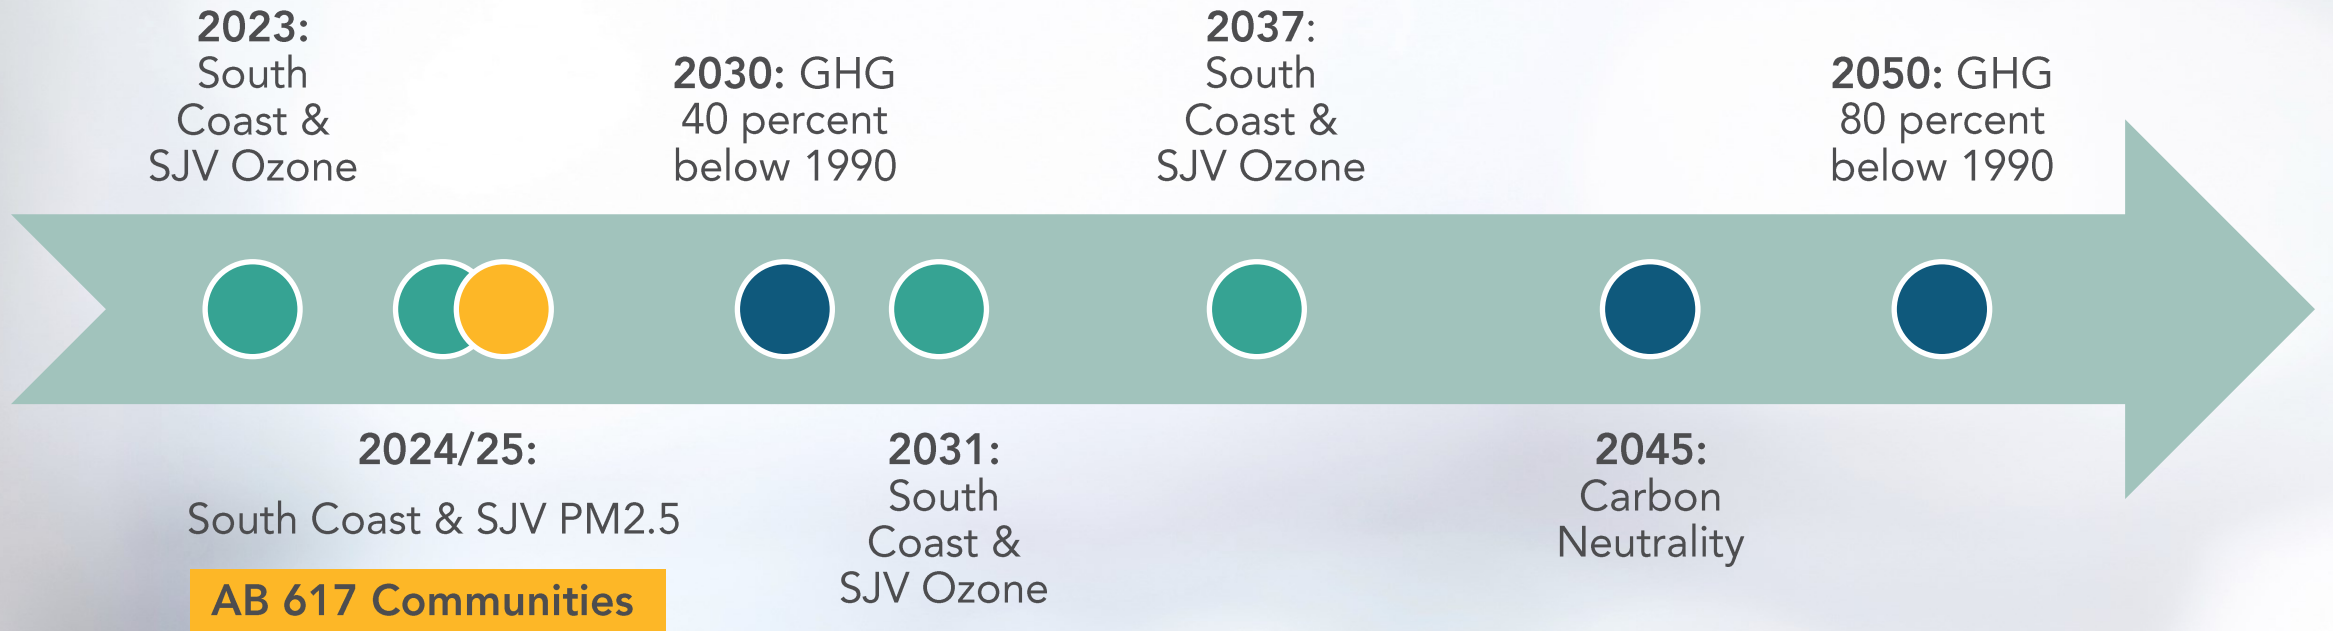 2023:
South
Coast &
SJV Ozone
2024/25:
South Coast & SJV PM2.5
AB 617 Communities
2030: GHG
40 percent
below 1990
2031:
South
Coast &
SJV Ozone
2037:
South
Coast &
SJV Ozone
2045:
Carbon
Neutrality
2050: GHG
80 percent
below 1990